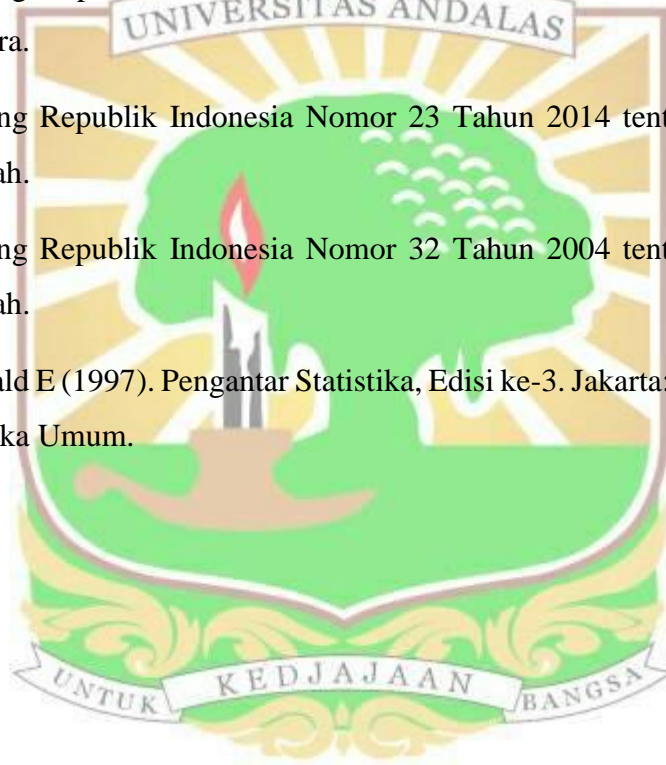 UNIVERSITAS ANDALAS
ra.
ng Republik Indonesia Nomor 23 Tahun 2014 tent
ah.
ng Republik Indonesia Nomor 32 Tahun 2004 tent
ah.
ald E (1997). Pengantar Statistika, Edisi ke-3. Jakarta:
ka Umum.
UNTUK KEDJAJAAN BANGSA